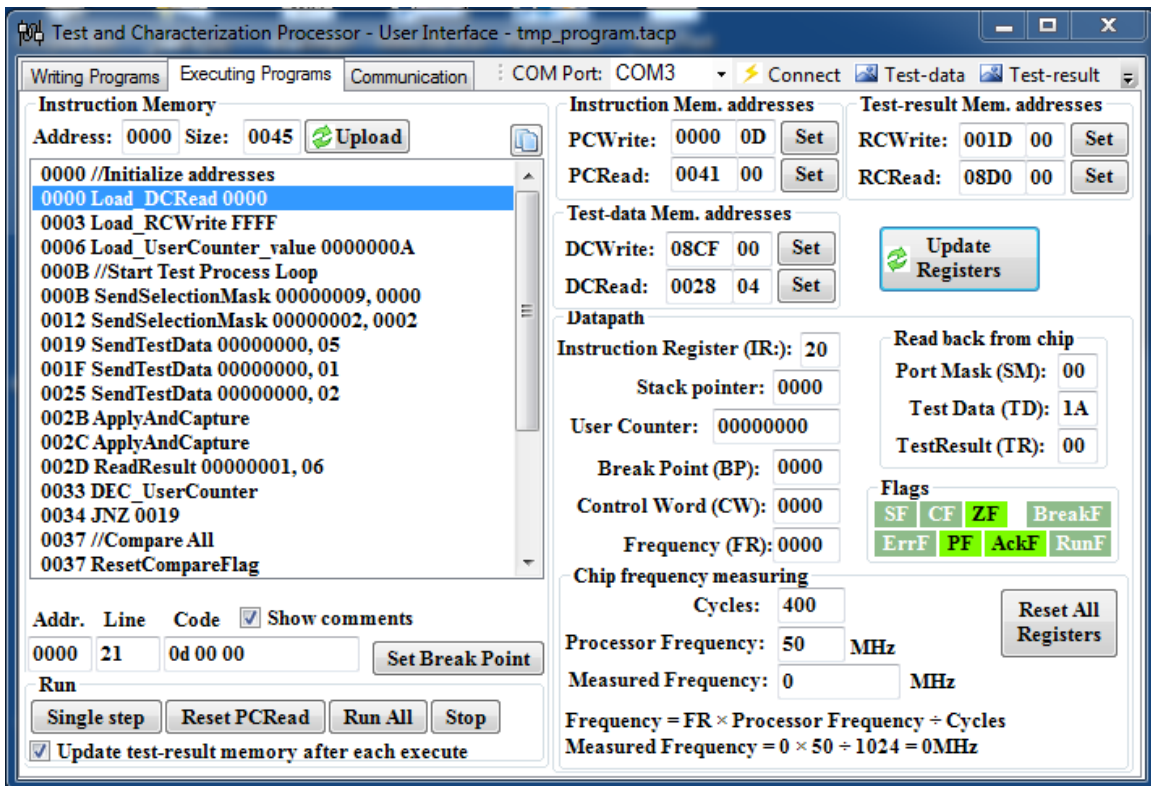 Test and Characterization Processor - User Interface - tmp_program.tacp
Writing Programs Executing Programs Communication COM Port: COM3 Connect Test-data Test-result
Instruction Memory
Address: 0000 Size: 0045 Upload
0000 //Initialize addresses
0000 Load_DCRead 0000
0003 Load_RCWrite FFFF
0006 Load_UserCounter_value 0000000A
000B //Start Test Process Loop
000B SendSelectionMask 00000009, 0000
0012 SendSelectionMask 00000002, 0002
0019 SendTestData 00000000, 05
001F SendTestData 00000000, 01
0025 SendTestData 00000000, 02
002B ApplyAndCapture
002C ApplyAndCapture
002D ReadResult 00000001, 06
0033 DEC_UserCounter
0034 JNZ 0019
0037 //Compare All
0037 ResetCompareFlag
Addr. Line Code Show comments
0000 21 0d 00 00 Set Break Point
Run
Single step Reset PCRead Run All Stop
Update test-result memory after each execute
Instruction Mem. addresses
PCWrite: 0000 0D Set
PCRead: 0041 00 Set
Test-result Mem. addresses
RCWrite: 001D 00 Set
RCRead: 08D0 00 Set
Test-data Mem. addresses
DCWrite: 08CF 00 Set
DCRead: 0028 04 Set
Update
Registers
Datapath
Instruction Register (IR:): 20
Stack pointer: 0000
User Counter: 00000000
Break Point (BP): 0000
Control Word (CW): 0000
Frequency (FR): 0000
Read back from chip
Port Mask (SM): 00
Test Data (TD): 1A
TestResult (TR): 00
Flags
SF CF ZF BreakF
ErrF PF AckF RunF
Chip frequency measuring
Cycles: 400
Processor Frequency: 50 MHz
Measured Frequency: 0 MHz
Reset All
Registers
Frequency = FR × Processor Frequency ÷ Cycles
Measured Frequency = 0 × 50 ÷ 1024 = 0MHz